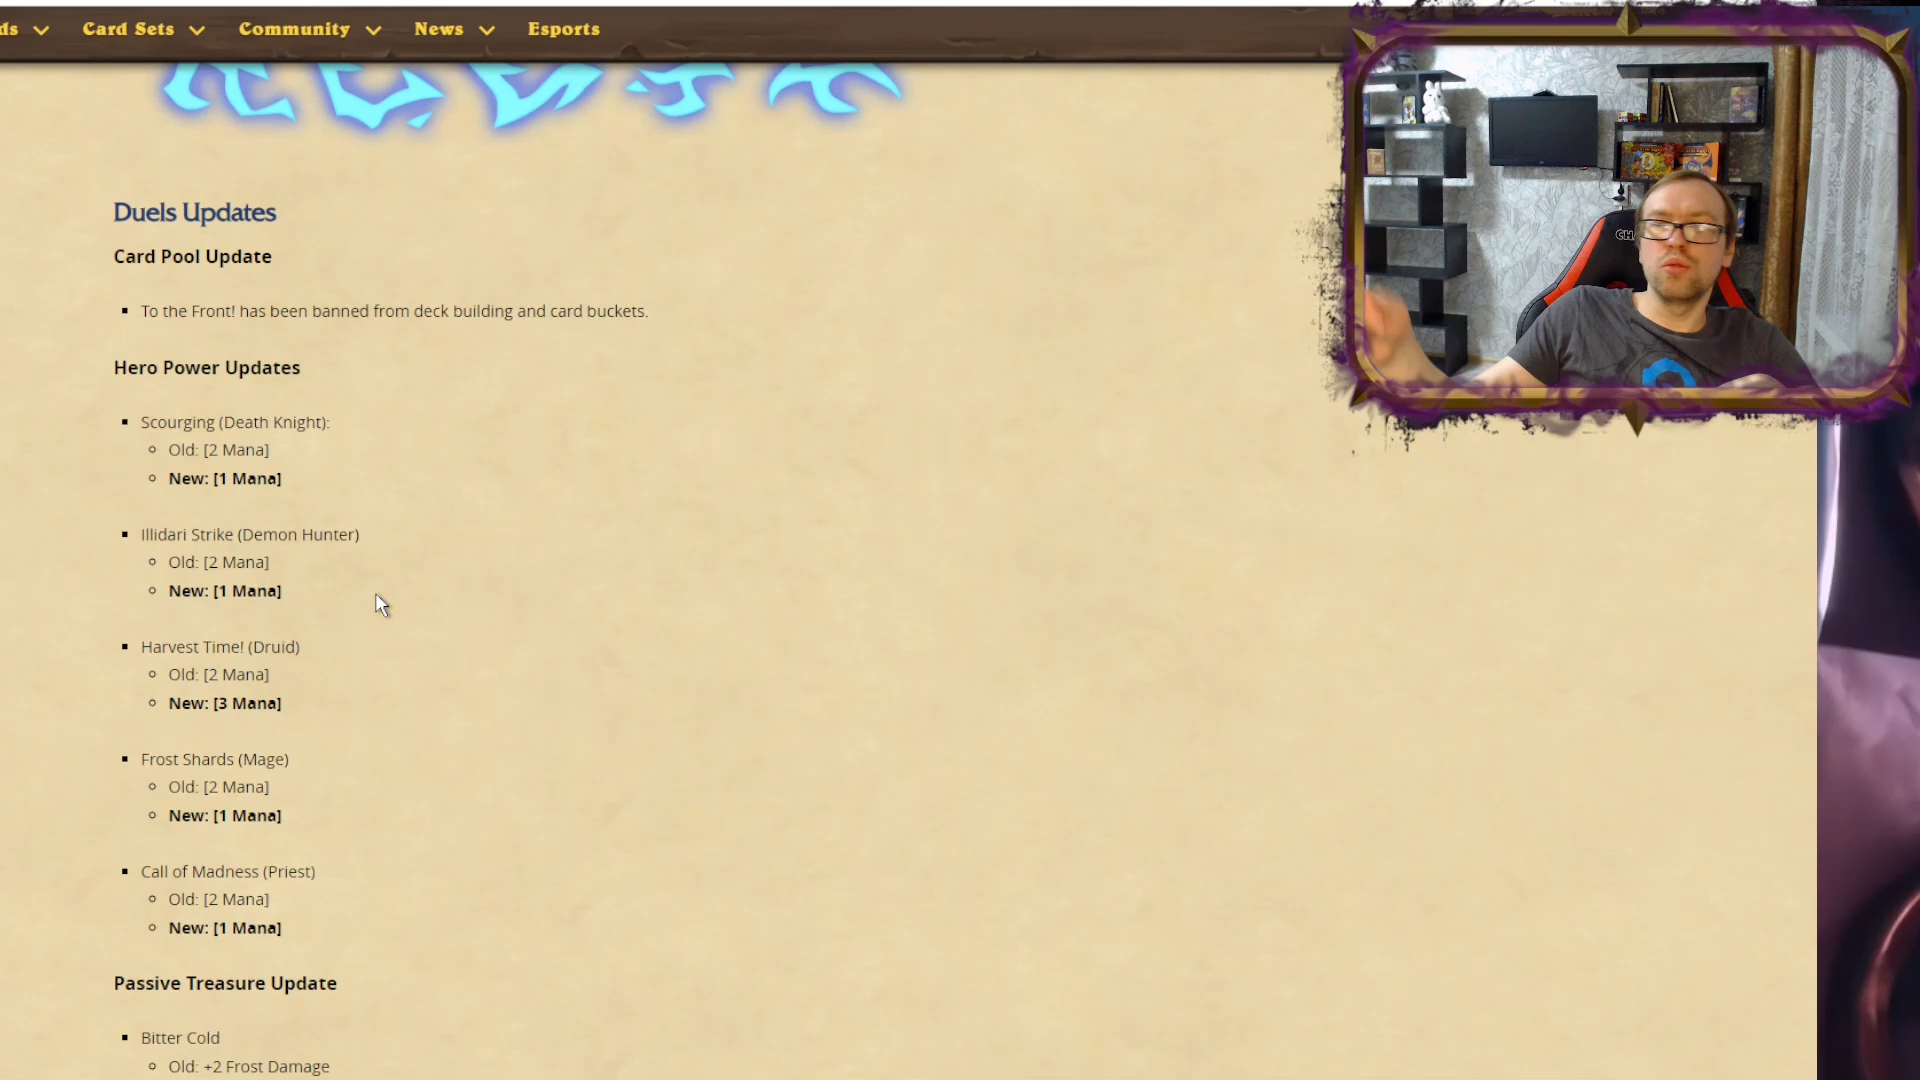 ds Card Sets Community News Esports
Duels Updates
Card Pool Update
To the Front! has been banned from deck building and card buckets.
Hero Power Updates
Scourging (Death Knight):
Old: [2 Mana]
New: [1 Mana]
Illidari Strike (Demon Hunter)
Old: [2 Mana]
New: [1 Mana]
Harvest Time! (Druid)
Old: [2 Mana]
New: [3 Mana]
Frost Shards (Mage)
Old: [2 Mana]
New: [1 Mana]
Call of Madness (Priest)
Old: [2 Mana]
New: [1 Mana]
Passive Treasure Update
Bitter Cold
Old: +2 Frost Damage